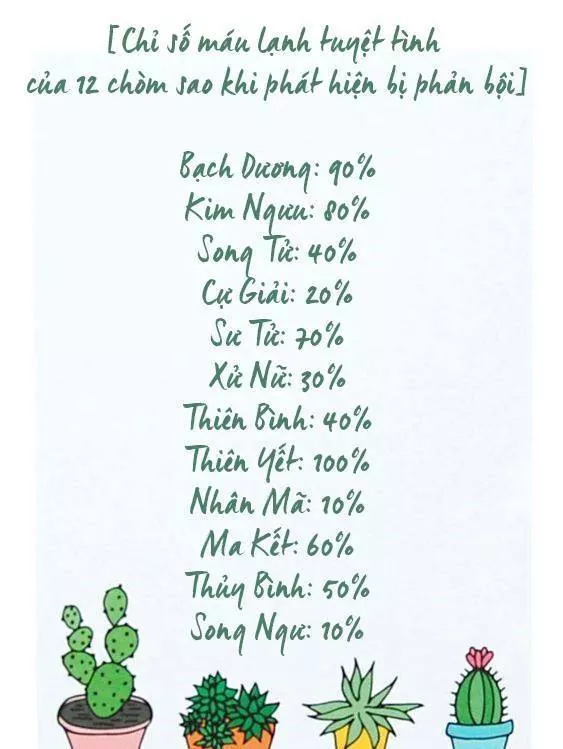 [Chỉ số máu lạnh tuyệt tình
của 12 chòm sao khi phát hiện bị phản bội]
Bạch Dương: 90%
Kim Ngưu: 80%
Song Tử: 40%
Cự Giải: 20%
Sư Tử: 70%
Xử Nữ: 30%
Thiên Bình: 40%
Thiên Yết: 100%
Nhân Mã: 10%
Ma Kết: 60%
Thủy Bình: 50%
Song Ngư: 10%